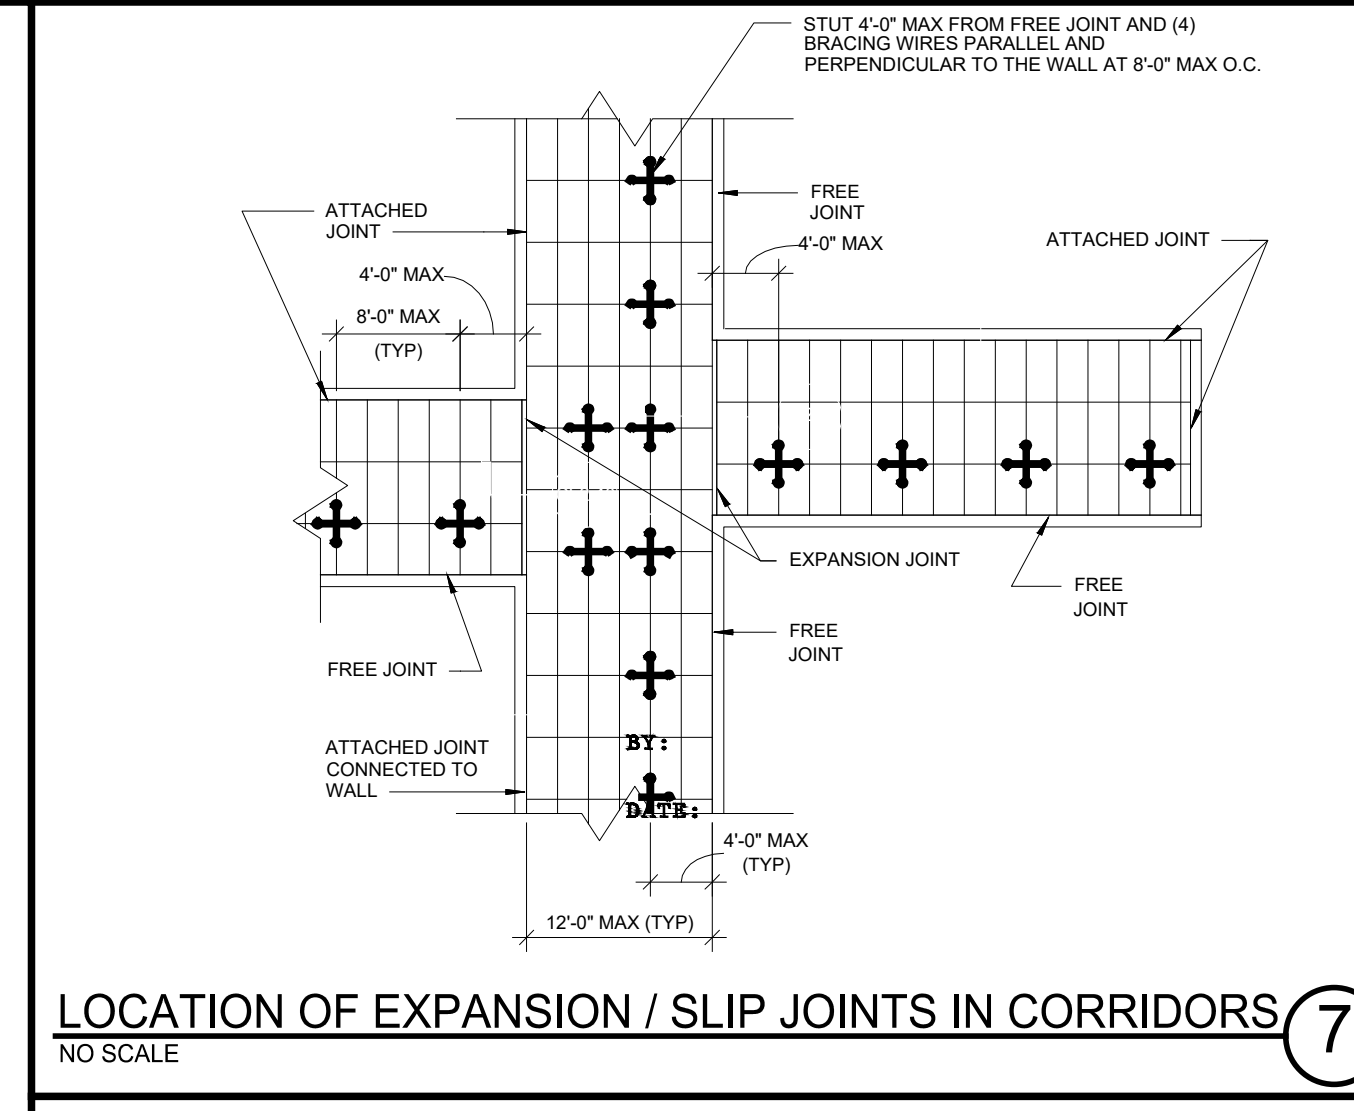 STUT 4'-0" MAX FROM FREE JOINT AND (4)
BRACING WIRES PARALLEL AND
PERPENDICULAR TO THE WALL AT 8'-0" MAX O.C.
ATTACHED
JOINT
FREE
JOINT
4'-0" MAX
ATTACHED JOINT
4'-0" MAX
8'-0" MAX
(TYP)
EXPANSION JOINT
FREE
JOINT
FREE
JOINT
FREE JOINT
ATTACHED JOINT
CONNECTED TO
WALL
BY:
DATE:
4'-0" MAX
(TYP)
12'-0" MAX (TYP)
LOCATION OF EXPANSION / SLIP JOINTS IN CORRIDORS
7
NO SCALE